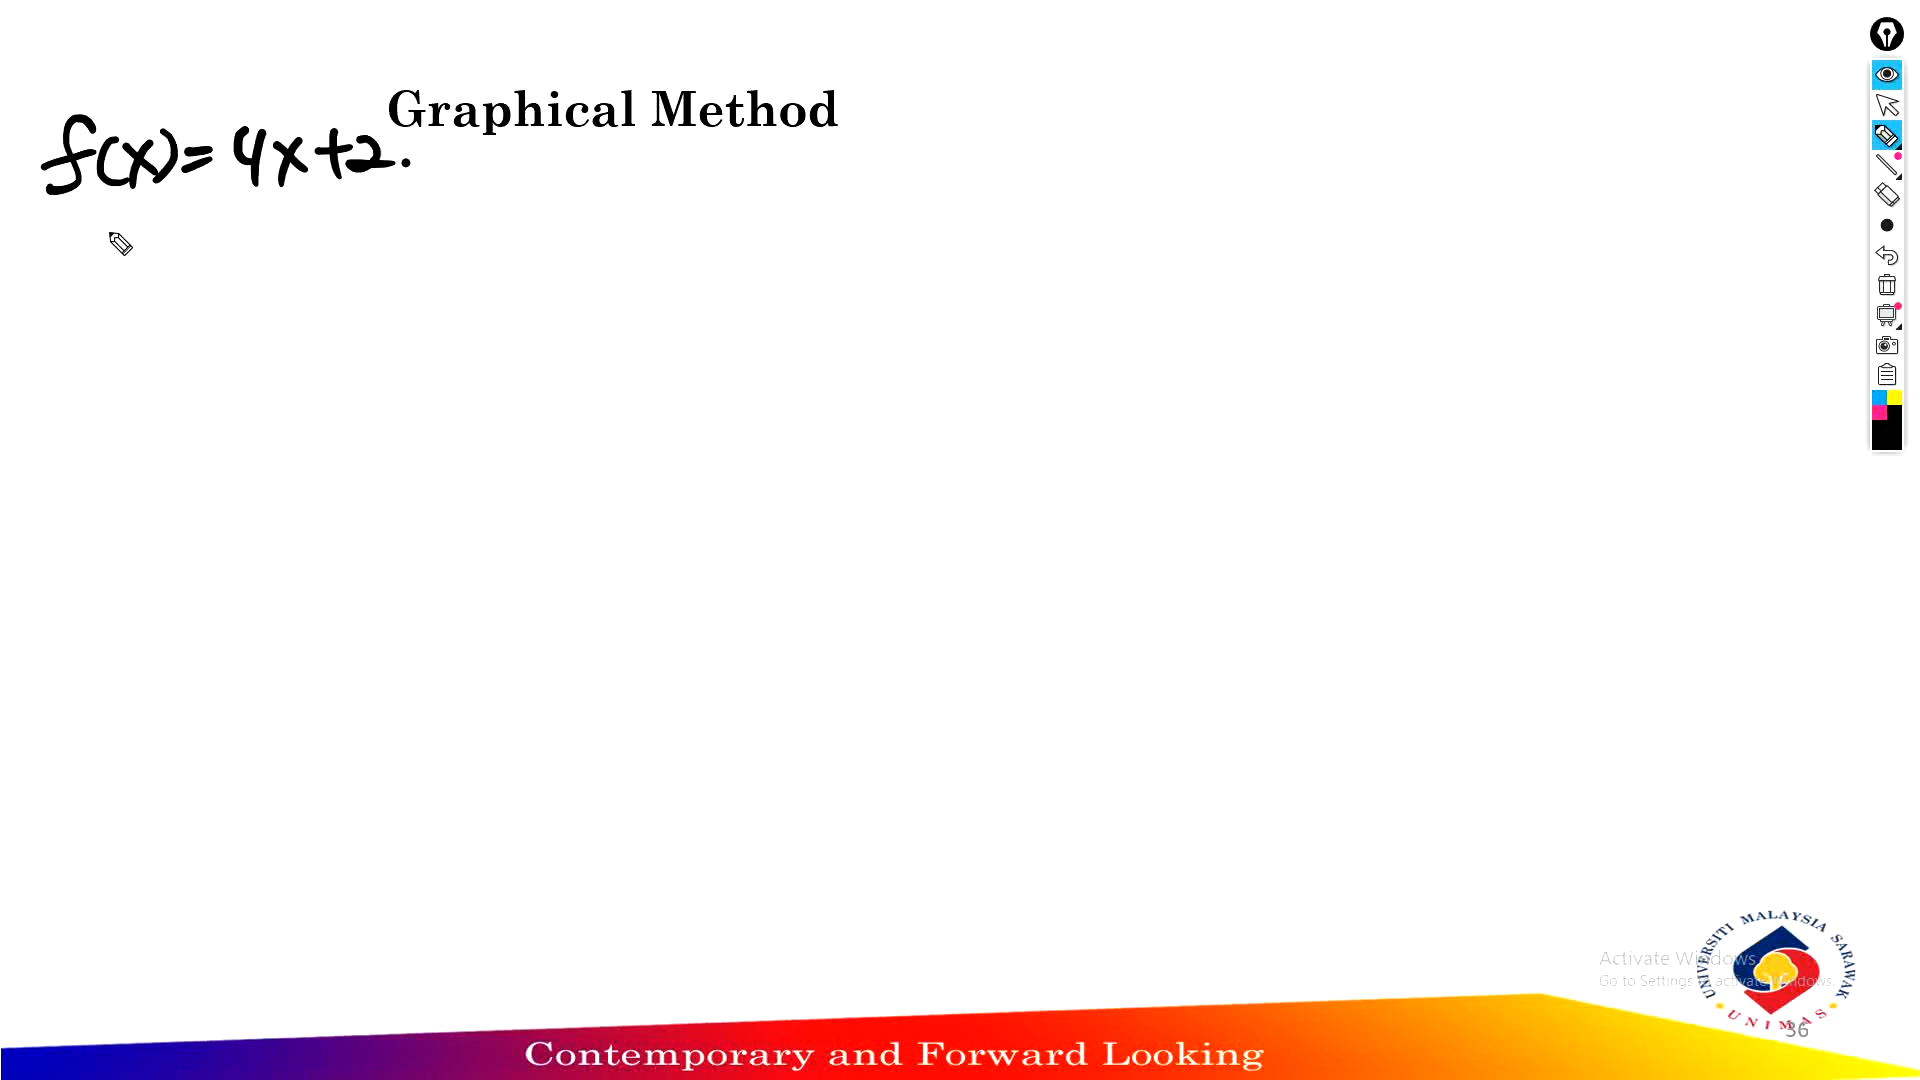 Graphical Method
f(x)= 4x+2.
UNIVERSITI MALAYSIA SARAWAK
UNIMAS
Activate Windows
Go to Settings to activate Windows.
36
Contemporary and Forward Looking